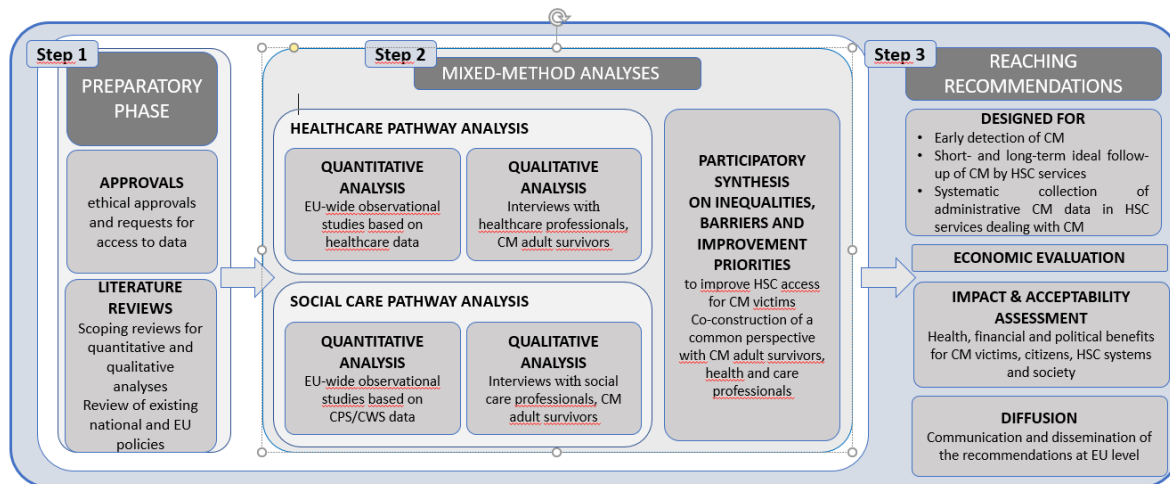 Step 1
PREPARATORY
PHASE
APPROVALS
ethical approvals
and requests for
access to data
LITERATURE
REVIEWS
Scoping reviews for
quantitative and
qualitative
analyses
Review of existing
national and EU
policies
Step 2
MIXED-METHOD ANALYSES
HEALTHCARE PATHWAY ANALYSIS
QUANTITATIVE
ANALYSIS
EU-wide observational
studies based on
healthcare data
QUALITATIVE
ANALYSIS
Interviews with
healthcare professionals,
CM adult survivors
SOCIAL CARE PATHWAY ANALYSIS
QUANTITATIVE
ANALYSIS
EU-wide observational
studies based on
CPS/CWS data
QUALITATIVE
ANALYSIS
Interviews with social
care professionals, CM
adult survivors
PARTICIPATORY
SYNTHESIS
ON INEQUALITIES,
BARRIERS AND
IMPROVEMENT
PRIORITIES
to improve HSC access
for CM victims
Co-construction of a
common perspective
with CM adult survivors,
health and care
professionals
Step 3
REACHING
RECOMMENDATIONS
DESIGNED FOR
• Early detection of CM
• Short- and long-term ideal follow-
up of CM by HSC services
• Systematic collection of
administrative CM data in HSC
services dealing with CM
ECONOMIC EVALUATION
IMPACT & ACCEPTABILITY
ASSESSMENT
Health, financial and political benefits
for CM victims, citizens, HSC systems
and society
DIFFUSION
Communication and dissemination of
the recommendations at EU level